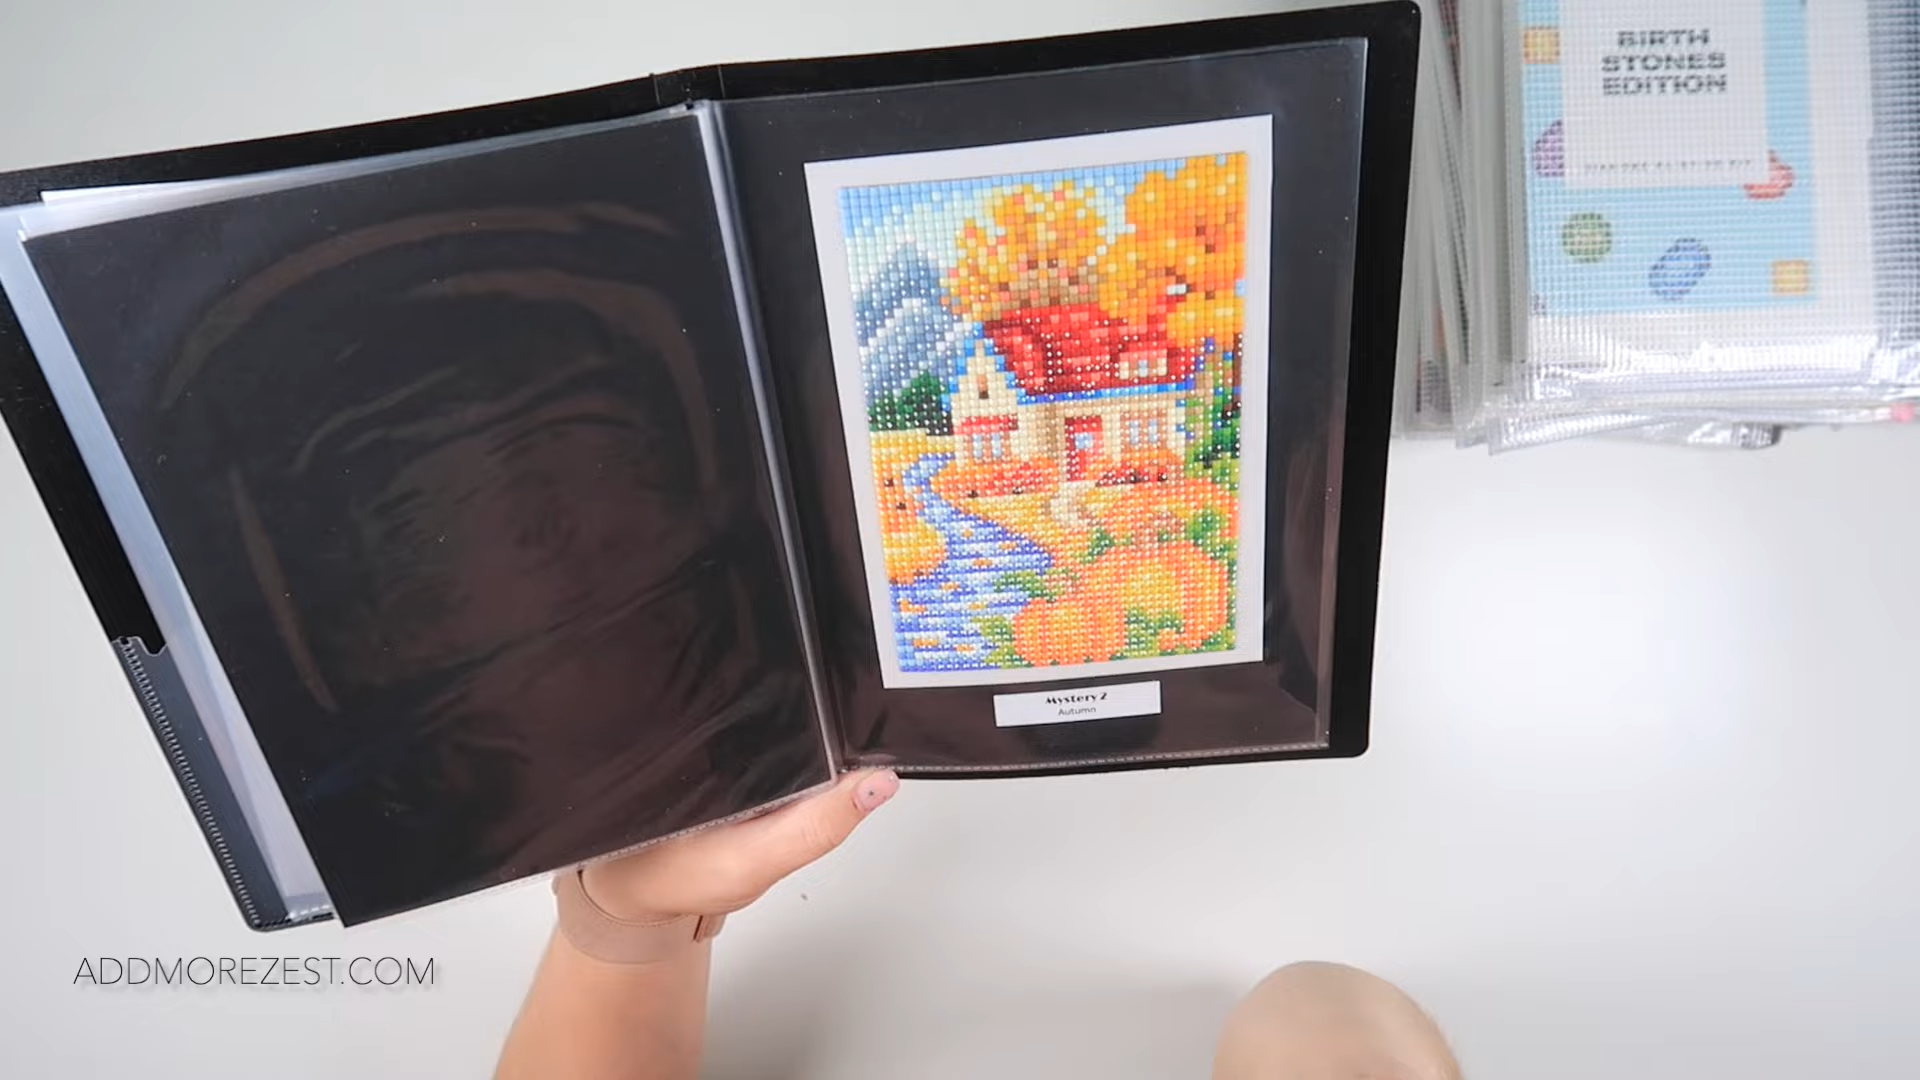 BIRTH
STONES
EDITION
Mystery 2
Autumn
ADDMOREZEST.COM